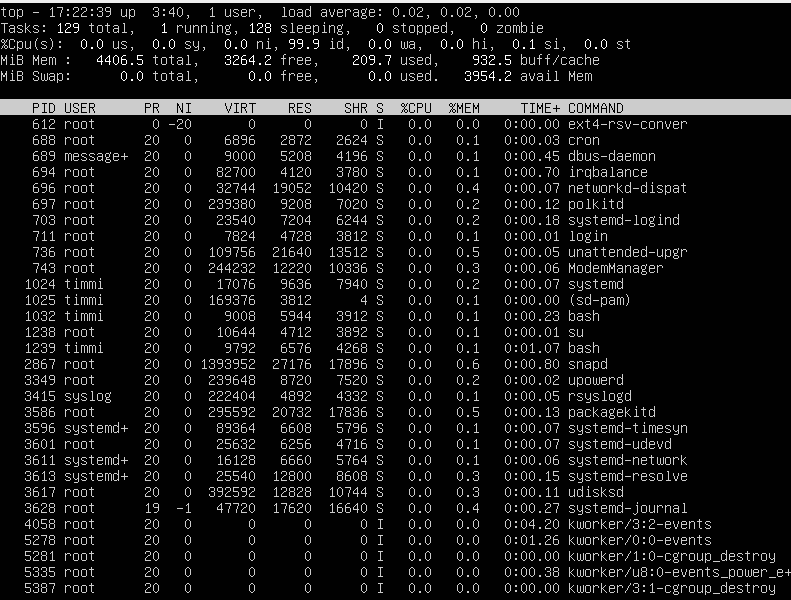 top - 17:22:39 up  3:40,  1 user,  load average: 0.02, 0.02, 0.00
Tasks: 129 total,   1 running, 128 sleeping,   0 stopped,   0 zombie
%Cpu(s):  0.0 us,  0.0 sy,  0.0 ni, 99.9 id,  0.0 wa,  0.0 hi,  0.1 si,  0.0 st
MiB Mem :   4406.5 total,   3264.2 free,    209.7 used,    932.5 buff/cache
MiB Swap:      0.0 total,      0.0 free,      0.0 used.   3954.2 avail Mem
PID USER      PR  NI    VIRT    RES    SHR S  %CPU  %MEM     TIME+ COMMAND
612 root       0 -20       0      0      0 I   0.0   0.0   0:00.00 ext4-rsv-conver
688 root      20   0    6896   2872   2624 S   0.0   0.1   0:00.03 cron
689 message+  20   0    9000   5208   4196 S   0.0   0.1   0:00.45 dbus-daemon
694 root      20   0   82700   4120   3780 S   0.0   0.1   0:00.70 irqbalance
696 root      20   0   32744  19052  10420 S   0.0   0.4   0:00.07 networkd-dispat
697 root      20   0  239380   9208   7020 S   0.0   0.2   0:00.12 polkitd
703 root      20   0   23540   7204   6244 S   0.0   0.2   0:00.18 systemd-logind
711 root      20   0    7824   4728   3812 S   0.0   0.1   0:00.01 login
736 root      20   0  109756  21640  13512 S   0.0   0.5   0:00.05 unattended-upgr
743 root      20   0  244232  12220  10336 S   0.0   0.3   0:00.06 ModemManager
1024 timmi     20   0   17076   9636   7940 S   0.0   0.2   0:00.07 systemd
1025 timmi     20   0  169376   3812      4 S   0.0   0.1   0:00.00 (sd-pam)
1032 timmi     20   0    9008   5944   3912 S   0.0   0.1   0:00.23 bash
1238 root      20   0   10644   4712   3892 S   0.0   0.1   0:00.01 su
1239 timmi     20   0    9792   6576   4268 S   0.0   0.1   0:01.07 bash
2867 root      20   0 1393952  27176  17896 S   0.0   0.6   0:00.80 snapd
3349 root      20   0  239648   8720   7520 S   0.0   0.2   0:00.02 upowerd
3415 syslog    20   0  222404   4892   4332 S   0.0   0.1   0:00.05 rsyslogd
3586 root      20   0  295592  20732  17836 S   0.0   0.5   0:00.13 packagekitd
3596 systemd+  20   0   89364   6608   5796 S   0.0   0.1   0:00.07 systemd-timesyn
3601 root      20   0   25632   6256   4716 S   0.0   0.1   0:00.07 systemd-udevd
3611 systemd+  20   0   16128   6660   5764 S   0.0   0.1   0:00.06 systemd-network
3613 systemd+  20   0   25540  12800   8608 S   0.0   0.3   0:00.15 systemd-resolve
3617 root      20   0  392592  12828  10744 S   0.0   0.3   0:00.11 udisksd
3628 root      19  -1   47720  17620  16640 S   0.0   0.4   0:00.27 systemd-journal
4058 root      20   0       0      0      0 I   0.0   0.0   0:04.20 kworker/3:2-events
5278 root      20   0       0      0      0 I   0.0   0.0   0:01.26 kworker/0:0-events
5281 root      20   0       0      0      0 I   0.0   0.0   0:00.00 kworker/1:0-cgroup_destroy
5335 root      20   0       0      0      0 I   0.0   0.0   0:00.38 kworker/u8:0-events_power_e+
5387 root      20   0       0      0      0 I   0.0   0.0   0:00.00 kworker/3:1-cgroup_destroy